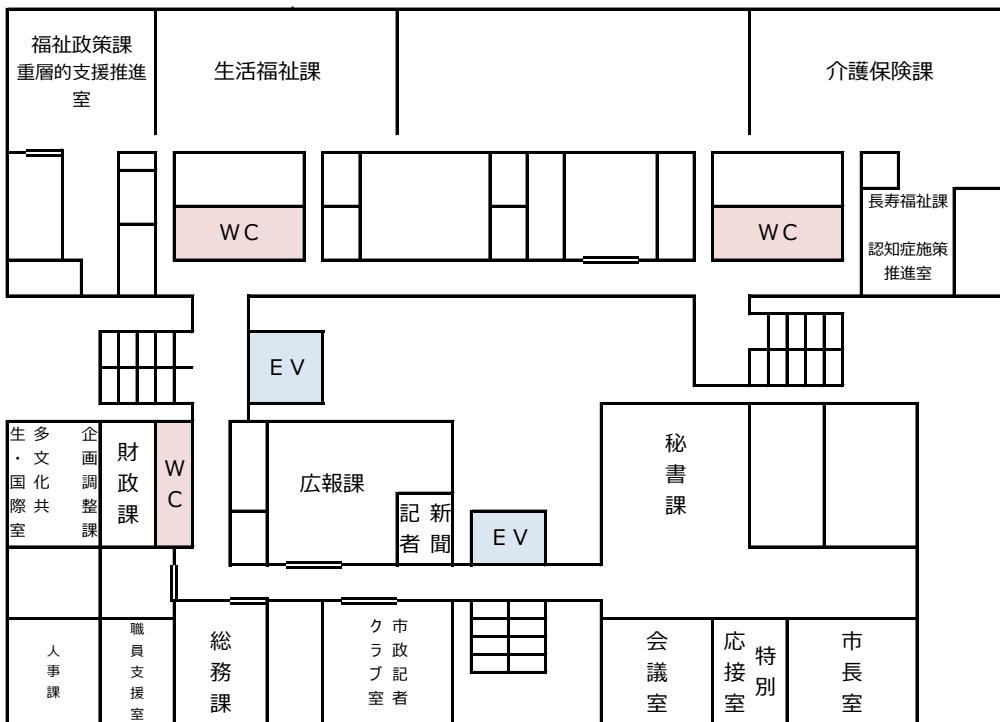 福祉政策課
重層的支援推進
室
生活福祉課
介護保険課
WC
WC
長寿福祉課
認知症施策
推進室
EV
企画調整課
多文化共
生・国際室
財政課
WC
広報課
新聞
記者
EV
秘書課
人事課
職員支援室
総務課
市政記者
クラブ室
会議室
特別
応接室
市長室